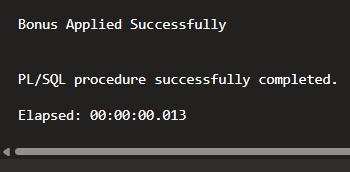 Bonus Applied Successfully
PL/SQL procedure successfully completed.
Elapsed: 00:00:00.013